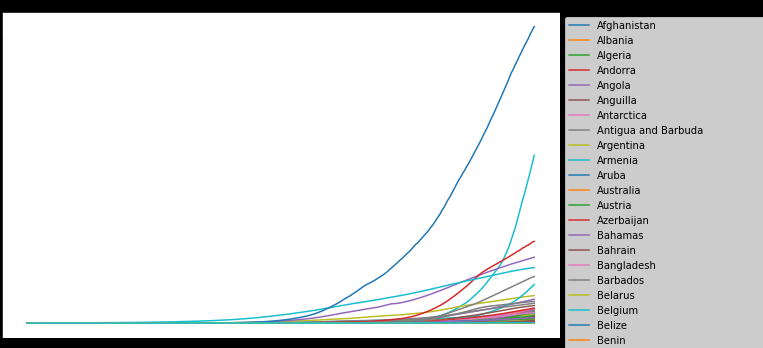 Afghanistan
Albania
Algeria
Andorra
Angola
Anguilla
Antarctica
Antigua and Barbuda
Argentina
Armenia
Aruba
Australia
Austria
Azerbaijan
Bahamas
Bahrain
Bangladesh
Barbados
Belarus
Belgium
Belize
Benin